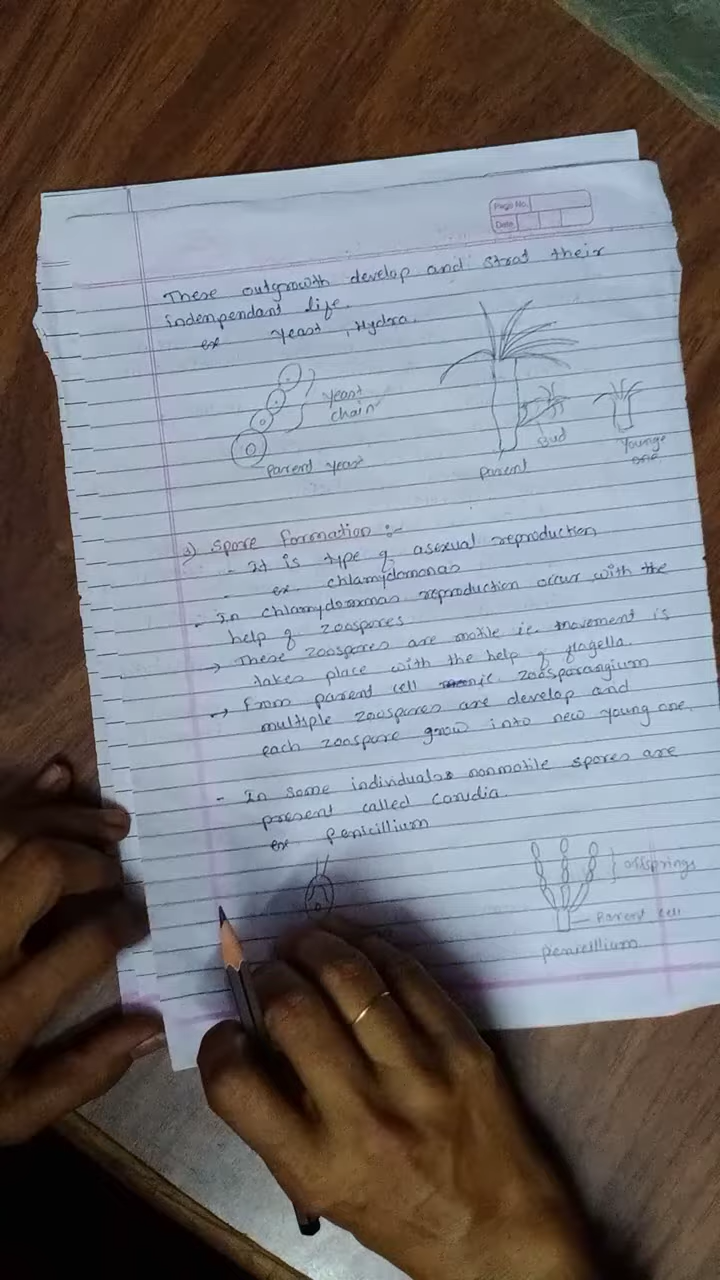 Page No.
Date
These outgrowth develop and strat their
indenpendant life.
ex yeast, Hydra.
yeast
chain
Parent yeast
Bud
Parent
Younge
one
3) Spore formation :-
- It is type of asexual reproduction
- ex. chlamydomonas
- In chlamydomonas reproduction occur with the
help of zoospores
→ These zoospores are motile i.e. movement is
takes place with the help of flagella.
→ From parent cell i.e. zoosporangium
multiple zoospores are develop and
each zoospore grow into new young one.
- In some individuals nonmotile spores are
present called Conidia.
ex Penicillium
offsprings
Parent cell
Penicillium